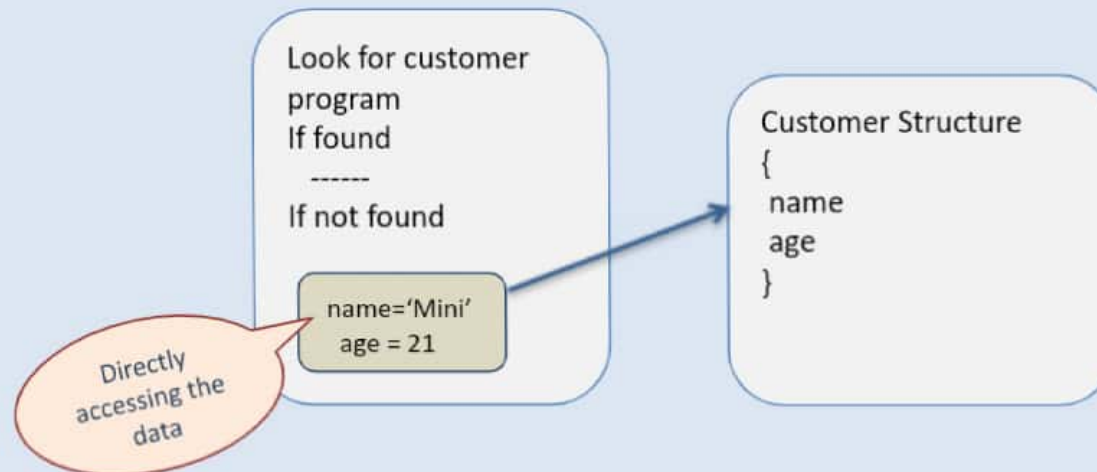 Look for customer
program
If found
------
If not found
name=‘Mini’
age = 21
Directly
accessing the
data
Customer Structure
{
name
age
}